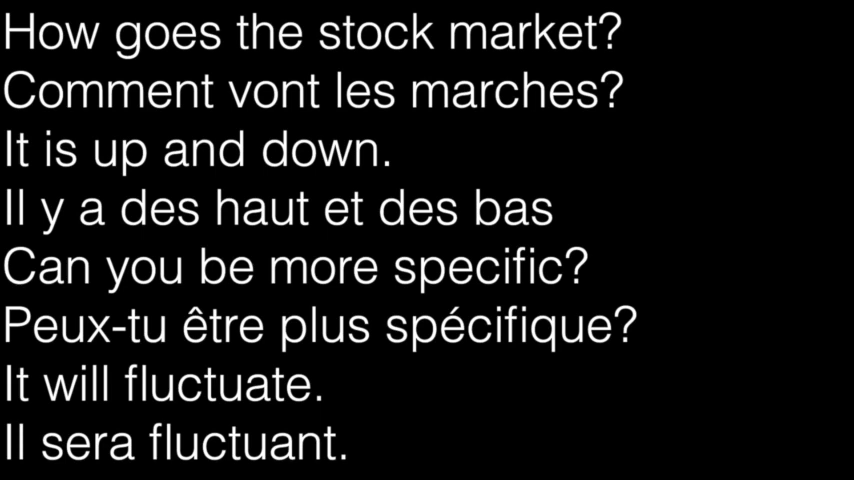 How goes the stock market?
Comment vont les marches?
It is up and down.
Il y a des haut et des bas
Can you be more specific?
Peux-tu être plus spécifique?
It will fluctuate.
Il sera fluctuant.